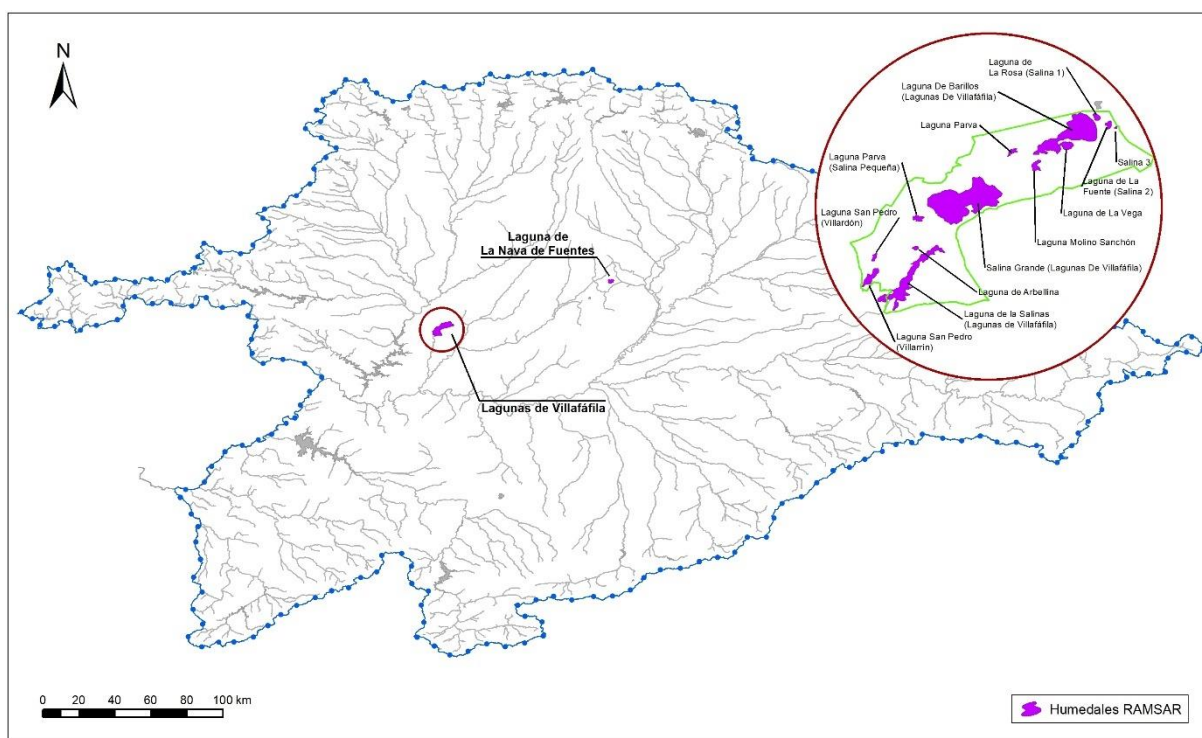 N
Laguna de
La Rosa (Salina 1)
Laguna De Barillos
(Lagunas De Villafáfila)
Laguna Parva
Laguna Parva
(Salina Pequeña)
Salina 3
Laguna de La
Fuente (Salina 2)
Laguna San Pedro
(Villardón)
Laguna de La Vega
Laguna Molino Sanchón
Salina Grande (Lagunas De Villafáfila)
Laguna de Arbellina
Laguna de la Salinas
(Lagunas de Villafáfila)
Laguna San Pedro
(Villarrín)
Laguna de
La Nava de Fuentes
Lagunas de Villafáfila
0 20 40 60 80 100 km
Humedales RAMSAR